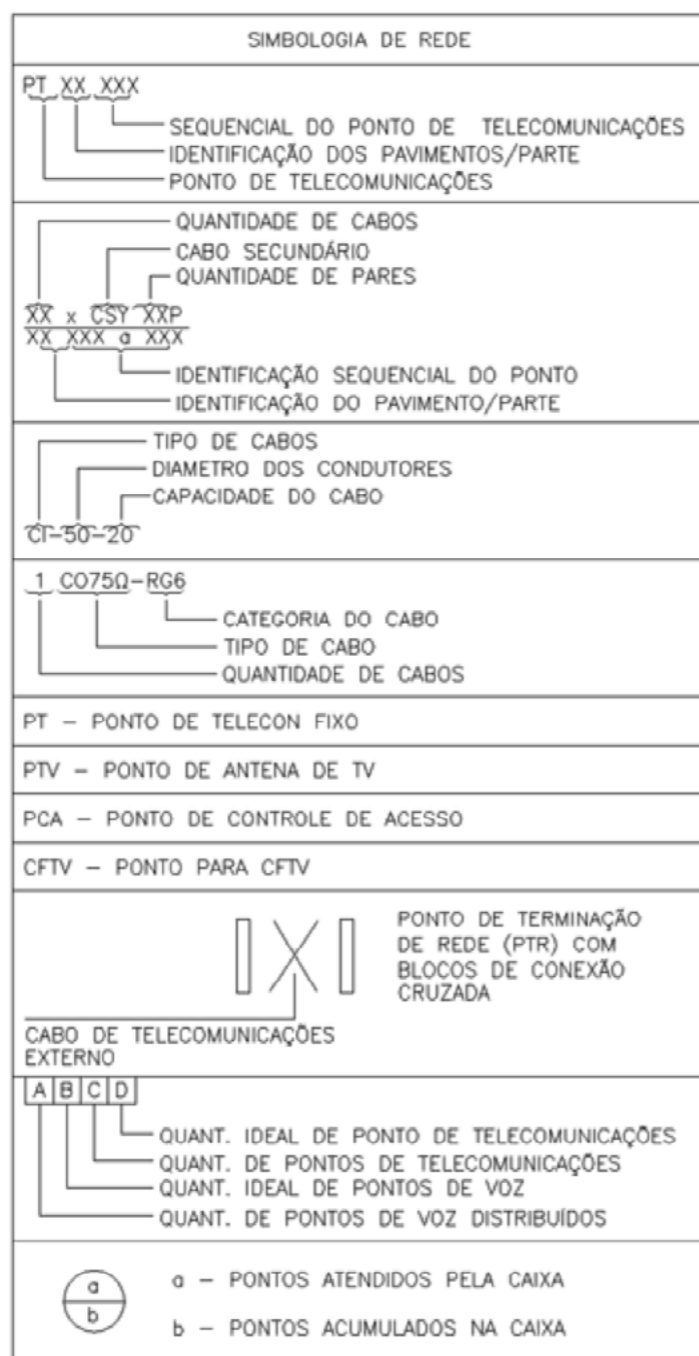 SIMBOLOGIA DE REDE
PT XX XXX
SEQUENCIAL DO PONTO DE TELECOMUNICAÇÕES
IDENTIFICAÇÃO DOS PAVIMENTOS/PARTE
PONTO DE TELECOMUNICAÇÕES
QUANTIDADE DE CABOS
CABO SECUNDÁRIO
QUANTIDADE DE PARES
XX x CSY XXP
XX XXX a XXX
IDENTIFICAÇÃO SEQUENCIAL DO PONTO
IDENTIFICAÇÃO DO PAVIMENTO/PARTE
TIPO DE CABOS
DIAMETRO DOS CONDUTORES
CAPACIDADE DO CABO
CI-50-20
1 CO75Ω-RG6
CATEGORIA DO CABO
TIPO DE CABO
QUANTIDADE DE CABOS
PT – PONTO DE TELECON FIXO
PTV – PONTO DE ANTENA DE TV
PCA – PONTO DE CONTROLE DE ACESSO
CFTV – PONTO PARA CFTV
PONTO DE TERMINAÇÃO
DE REDE (PTR) COM
BLOCOS DE CONEXÃO
CRUZADA
CABO DE TELECOMUNICAÇÕES
EXTERNO
A B C D
QUANT. IDEAL DE PONTO DE TELECOMUNICAÇÕES
QUANT. DE PONTOS DE TELECOMUNICAÇÕES
QUANT. IDEAL DE PONTOS DE VOZ
QUANT. DE PONTOS DE VOZ DISTRIBUÍDOS
a
a – PONTOS ATENDIDOS PELA CAIXA
b
b – PONTOS ACUMULADOS NA CAIXA